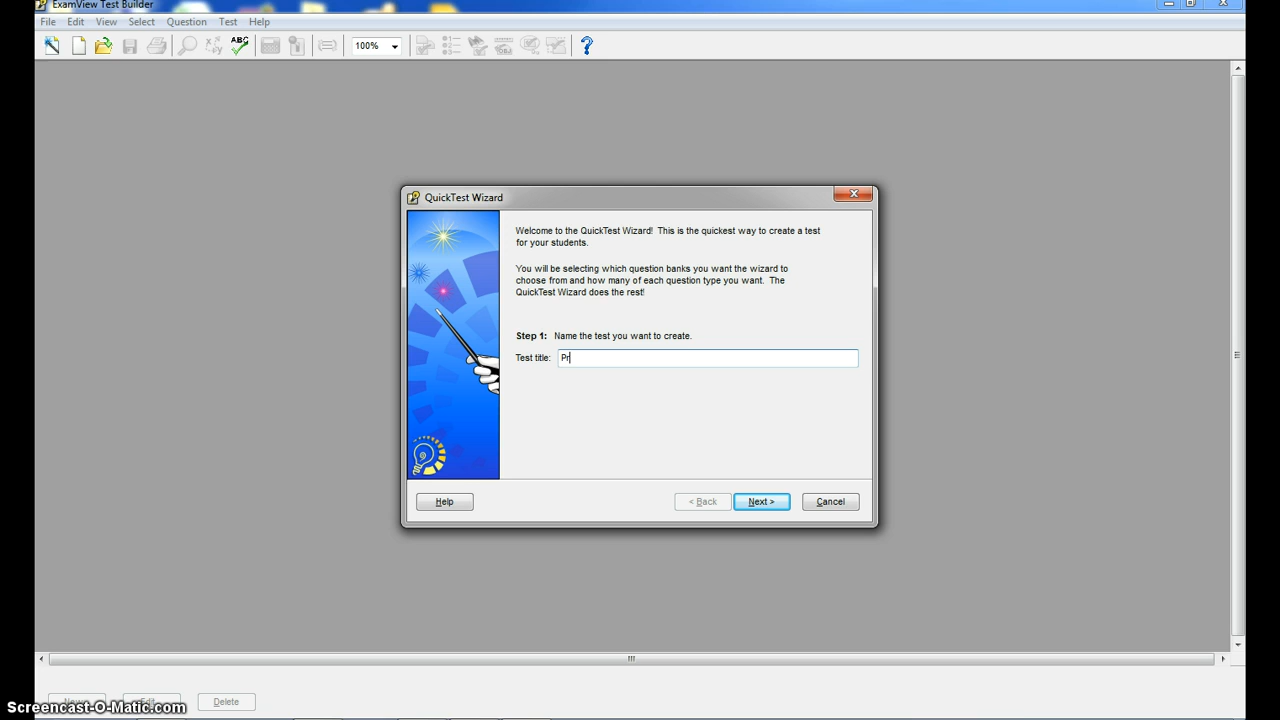 ExamView Test Builder
File Edit View Select Question Test Help
ABC
100%
QuickTest Wizard
Welcome to the QuickTest Wizard! This is the quickest way to create a test
for your students.
You will be selecting which question banks you want the wizard to
choose from and how many of each question type you want. The
QuickTest Wizard does the rest!
Step 1: Name the test you want to create.
Test title: Pr
Help < Back Next > Cancel
Delete
Screencast-O-Matic.com